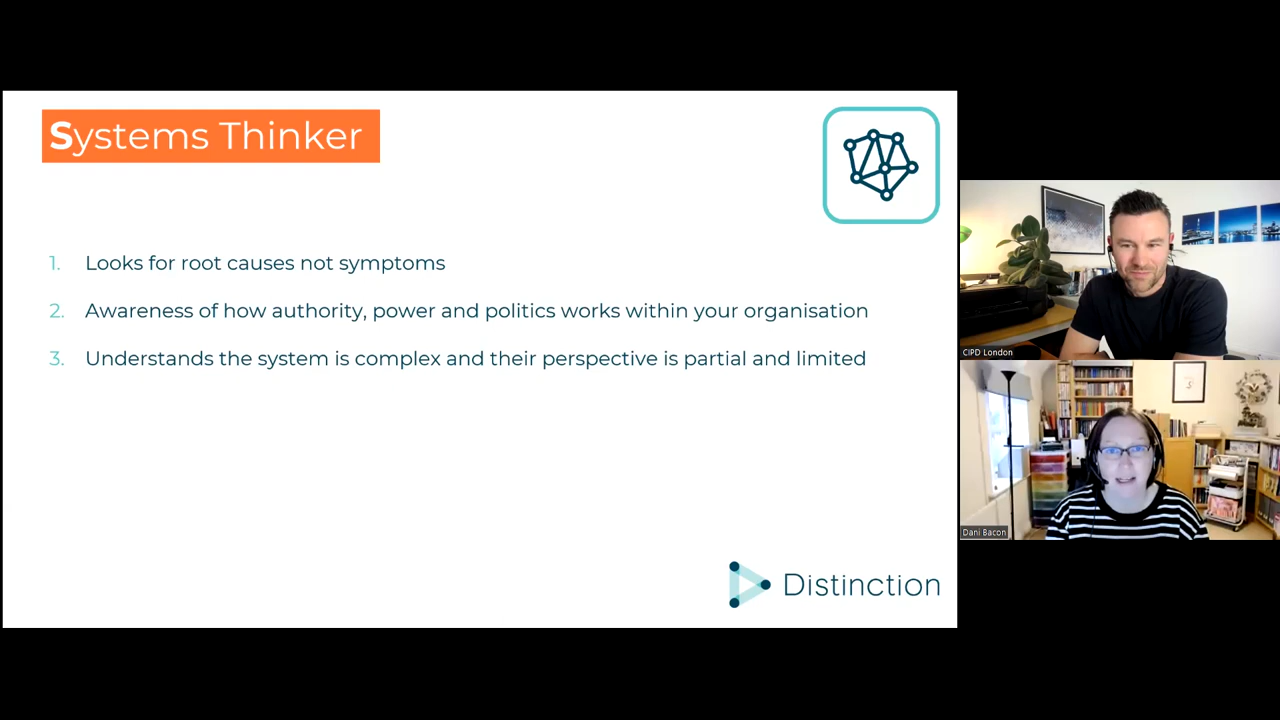 Systems Thinker
1. Looks for root causes not symptoms
2. Awareness of how authority, power and politics works within your organisation
3. Understands the system is complex and their perspective is partial and limited
Distinction
CIPD London
Dani Bacon